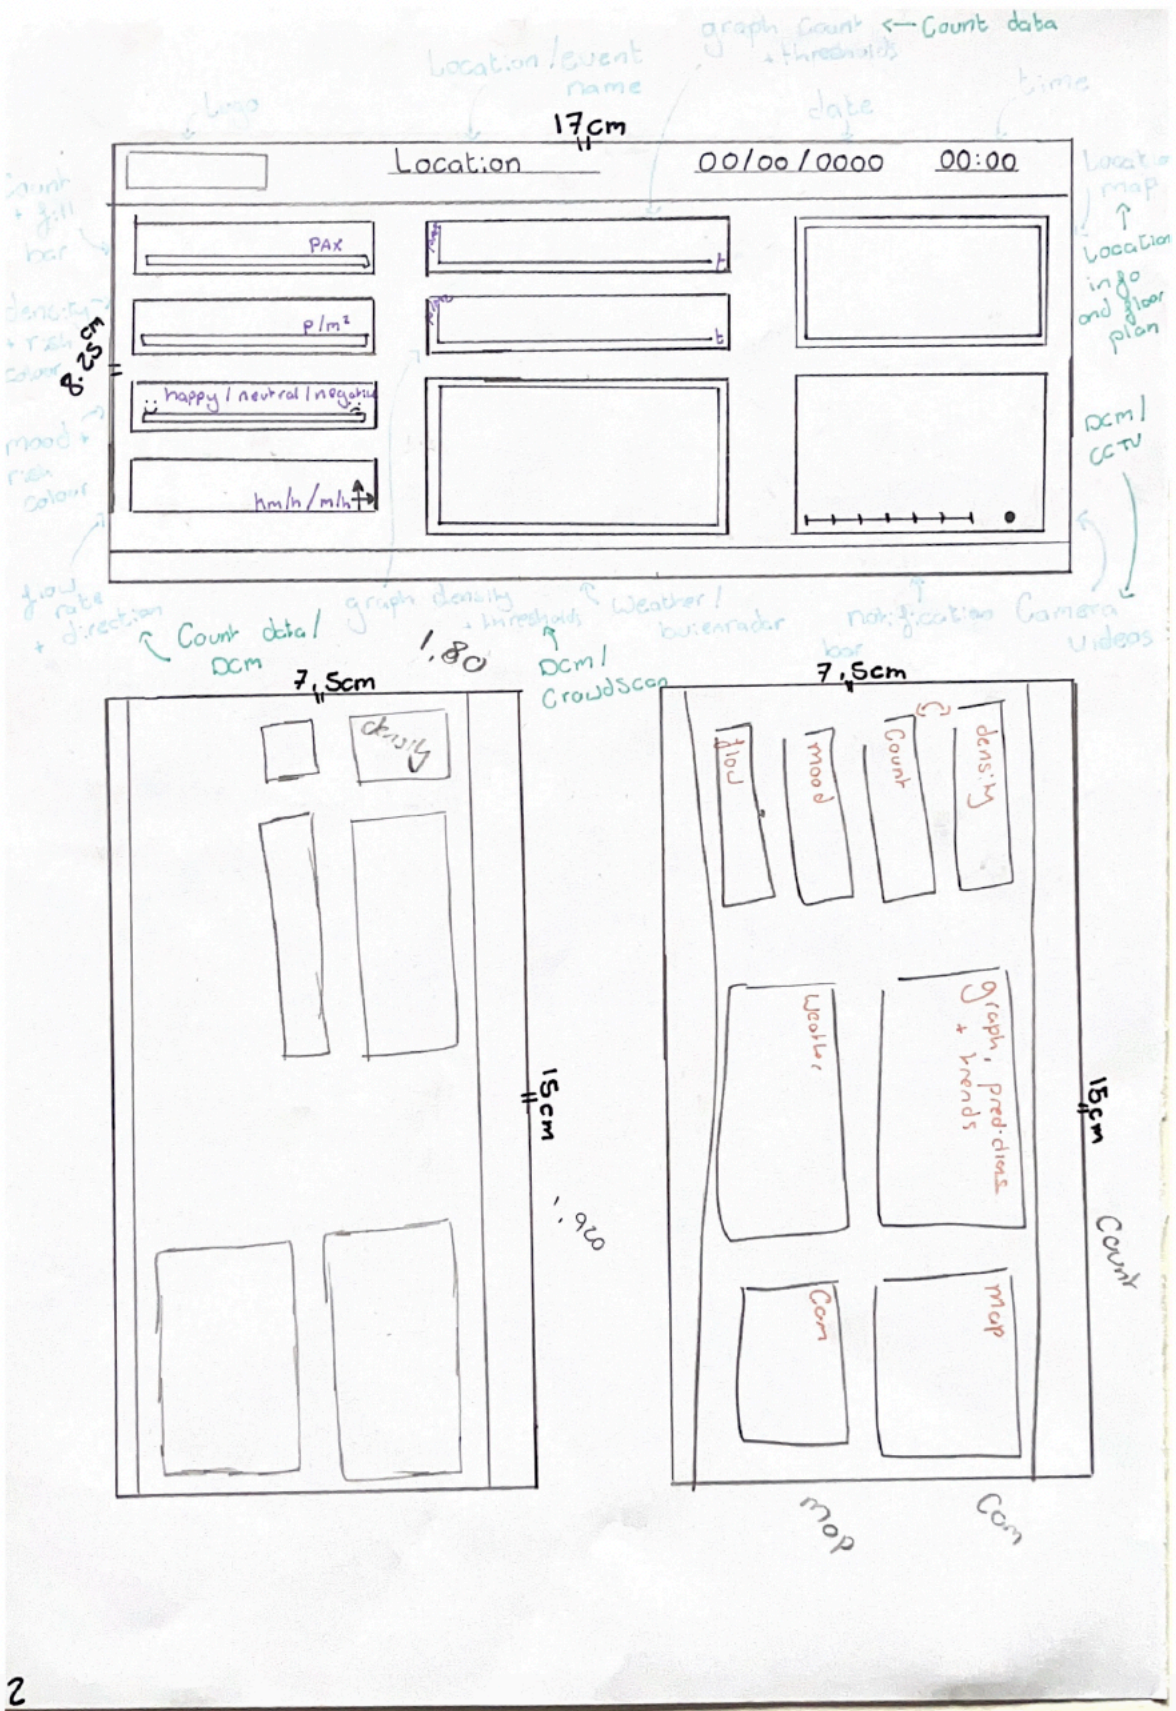 graph count ← Count data
+ thresholds
Location/event
name
time
date
Logo
17cm
Location
00/00/0000
00:00
Location
map
Location
info
and floor
plan
Count
+ fill
bar
PAX
t
density
+ risk
colour
p/m²
t
8.25 cm
happy/neutral/negative
mood +
risk
colour
km/h/m/h
DCM/
CCTV
flow
rate
+ direction
graph density
+ thresholds
Weather/
buienradar
notification
bar
Camera
videos
Count data/
DCM
DCM/
CrowdScan
1,80
7,5cm
7,5cm
density
flow
mood
Count
density
15cm
15cm
Weather
graph, predictions
+ trends
1,920
Count
Cam
map
map
Cam
2